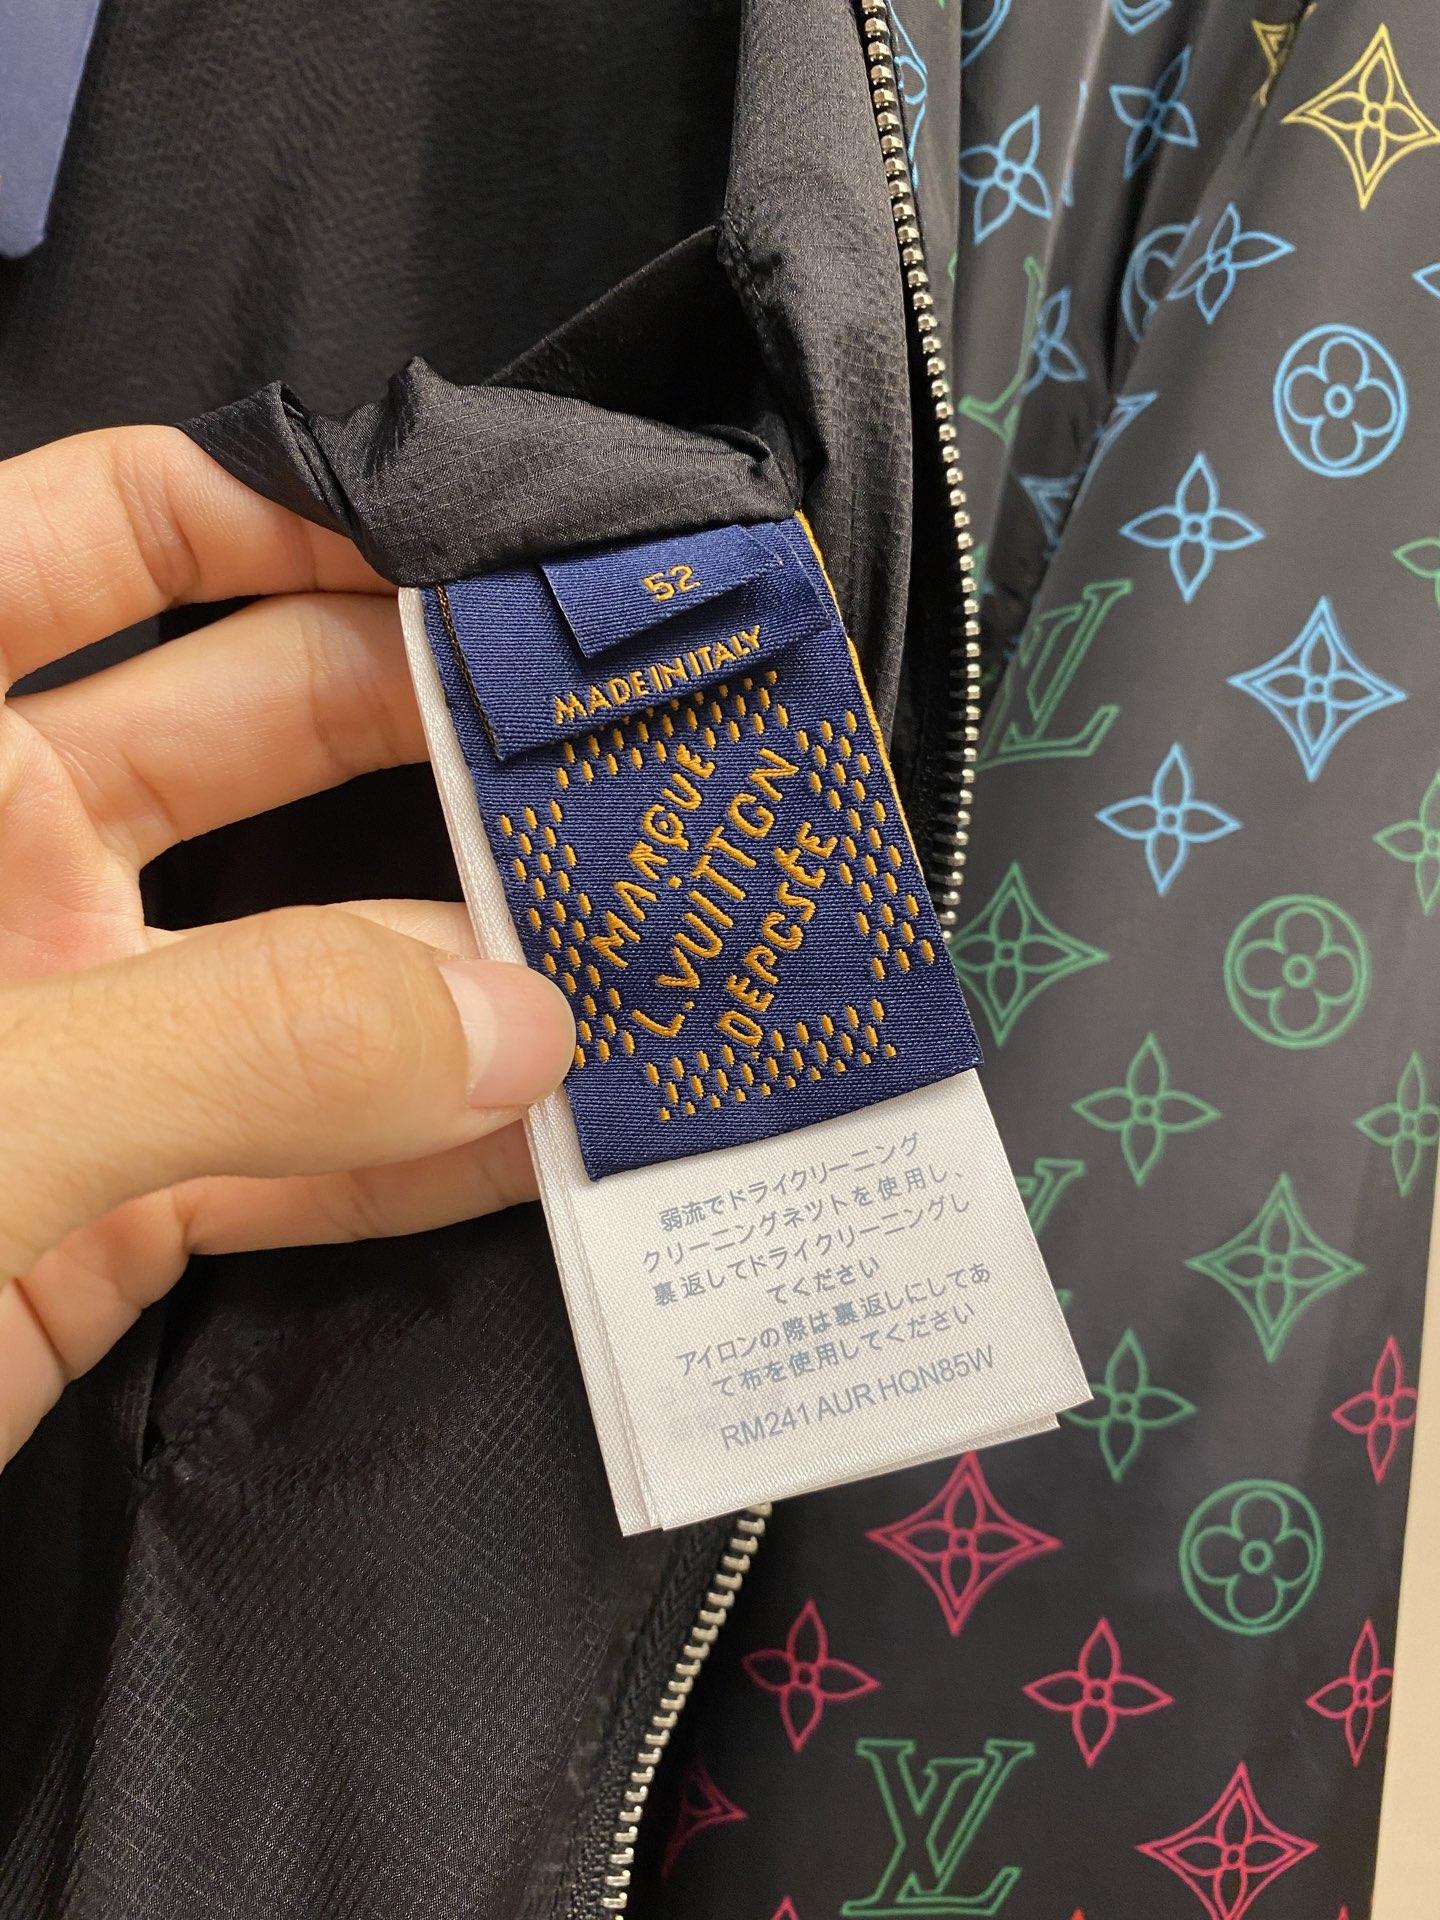 52
MADE IN ITALY
MARQUE
L.VUITTON
DEPOSÉE
弱流でドライクリーニング
クリーニングネットを使用し、
裏返してドライクリーニングし
てください
アイロンの際は裏返しにしてあ
て布を使用してください
RM241 AUR HQN85W
LV
LV